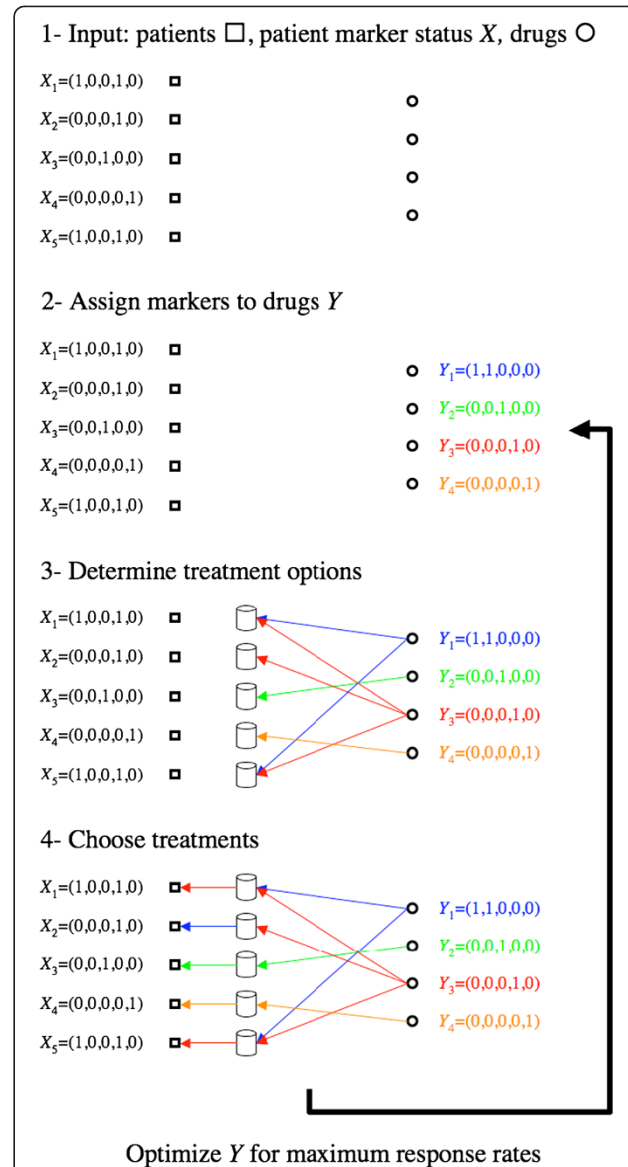 1- Input: patients □, patient marker status X, drugs ○
X₁=(1,0,0,1,0)
X₂=(0,0,0,1,0)
X₃=(0,0,1,0,0)
X₄=(0,0,0,0,1)
X₅=(1,0,0,1,0)
2- Assign markers to drugs Y
X₁=(1,0,0,1,0)
Y₁=(1,1,0,0,0)
X₂=(0,0,0,1,0)
Y₂=(0,0,1,0,0)
X₃=(0,0,1,0,0)
Y₃=(0,0,0,1,0)
X₄=(0,0,0,0,1)
Y₄=(0,0,0,0,1)
X₅=(1,0,0,1,0)
3- Determine treatment options
X₁=(1,0,0,1,0)
Y₁=(1,1,0,0,0)
X₂=(0,0,0,1,0)
Y₂=(0,0,1,0,0)
X₃=(0,0,1,0,0)
Y₃=(0,0,0,1,0)
X₄=(0,0,0,0,1)
Y₄=(0,0,0,0,1)
X₅=(1,0,0,1,0)
4- Choose treatments
X₁=(1,0,0,1,0)
Y₁=(1,1,0,0,0)
X₂=(0,0,0,1,0)
Y₂=(0,0,1,0,0)
X₃=(0,0,1,0,0)
Y₃=(0,0,0,1,0)
X₄=(0,0,0,0,1)
Y₄=(0,0,0,0,1)
X₅=(1,0,0,1,0)
Optimize Y for maximum response rates